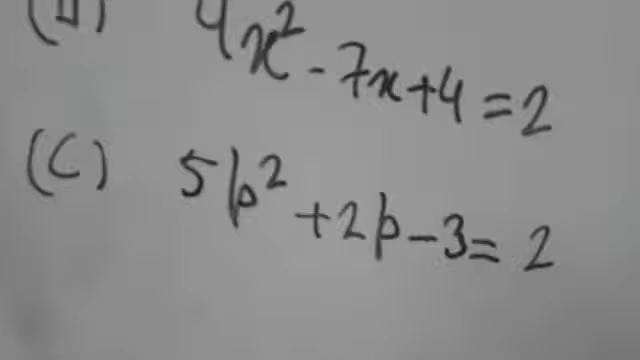 4x² - 7x + 4 = 2
(C) 5p² + 2p - 3 = 2